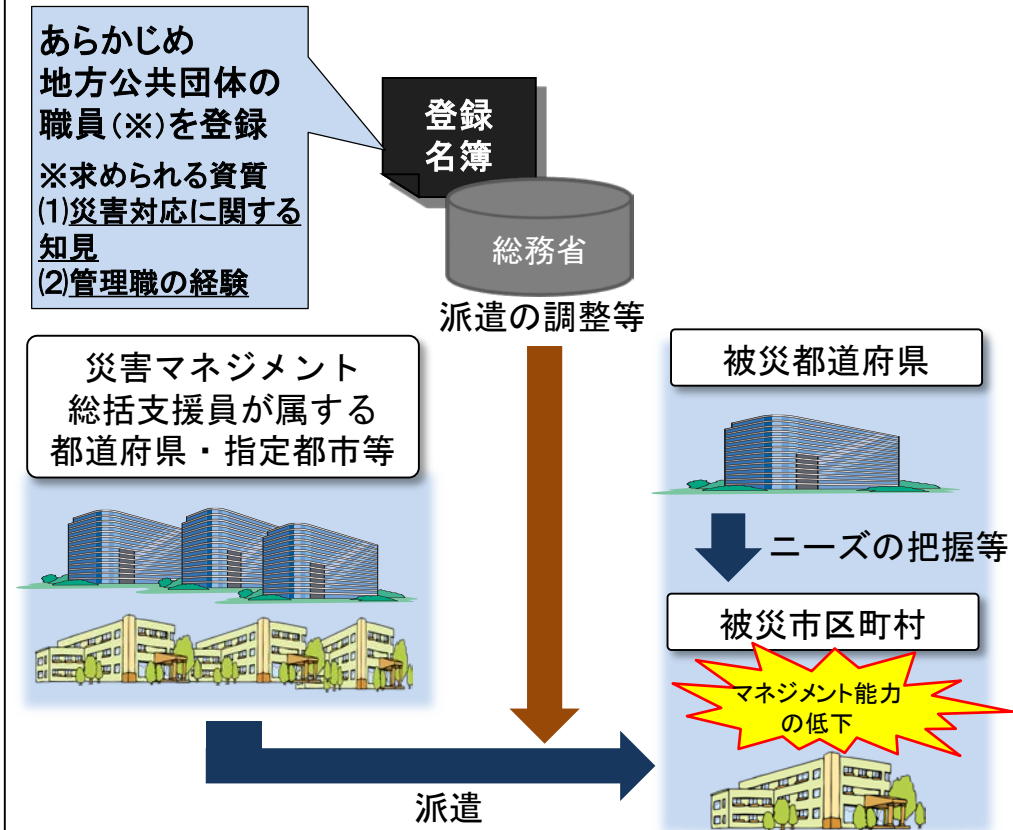 あらかじめ
地方公共団体の
職員(※)を登録
※求められる資質
(1)災害対応に関する
知見
(2)管理職の経験
登録
名簿
総務省
派遣の調整等
災害マネジメント
総括支援員が属する
都道府県・指定都市等
被災都道府県
ニーズの把握等
被災市区町村
マネジメント能力
の低下
派遣